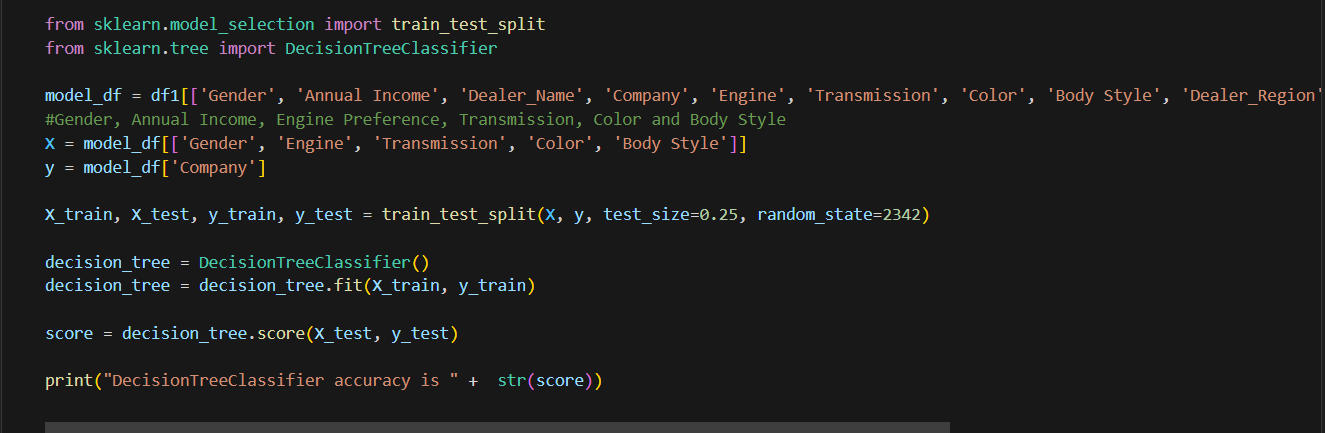 from sklearn.model_selection import train_test_split
from sklearn.tree import DecisionTreeClassifier
model_df = df1[['Gender', 'Annual Income', 'Dealer_Name', 'Company', 'Engine', 'Transmission', 'Color', 'Body Style', 'Dealer_Region'
#Gender, Annual Income, Engine Preference, Transmission, Color and Body Style
X = model_df[['Gender', 'Engine', 'Transmission', 'Color', 'Body Style']]
y = model_df['Company']
X_train, X_test, y_train, y_test = train_test_split(X, y, test_size=0.25, random_state=2342)
decision_tree = DecisionTreeClassifier()
decision_tree = decision_tree.fit(X_train, y_train)
score = decision_tree.score(X_test, y_test)
print("DecisionTreeClassifier accuracy is " +  str(score))